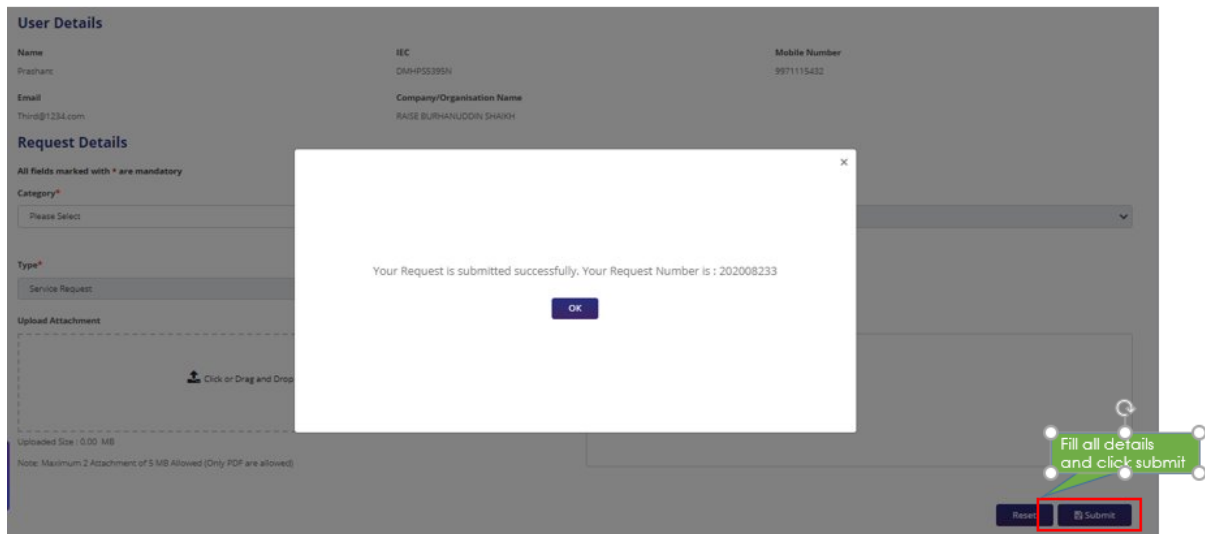 User Details
Name IEC Mobile Number
Prashant DMHPS5395N 9971115432
Email Company/Organisation Name
Third@1234.com RAISE BURHANUDDIN SHAIKH
Request Details
All fields marked with * are mandatory
Category*
Please Select
×
Your Request is submitted successfully. Your Request Number is : 202008233
OK
Type*
Service Request
Upload Attachment
Click or Drag and Drop
Uploaded Size : 0.00 MB
Note: Maximum 2 Attachment of 5 MB Allowed (Only PDF are allowed)
Fill all details
and click submit
Reset Submit